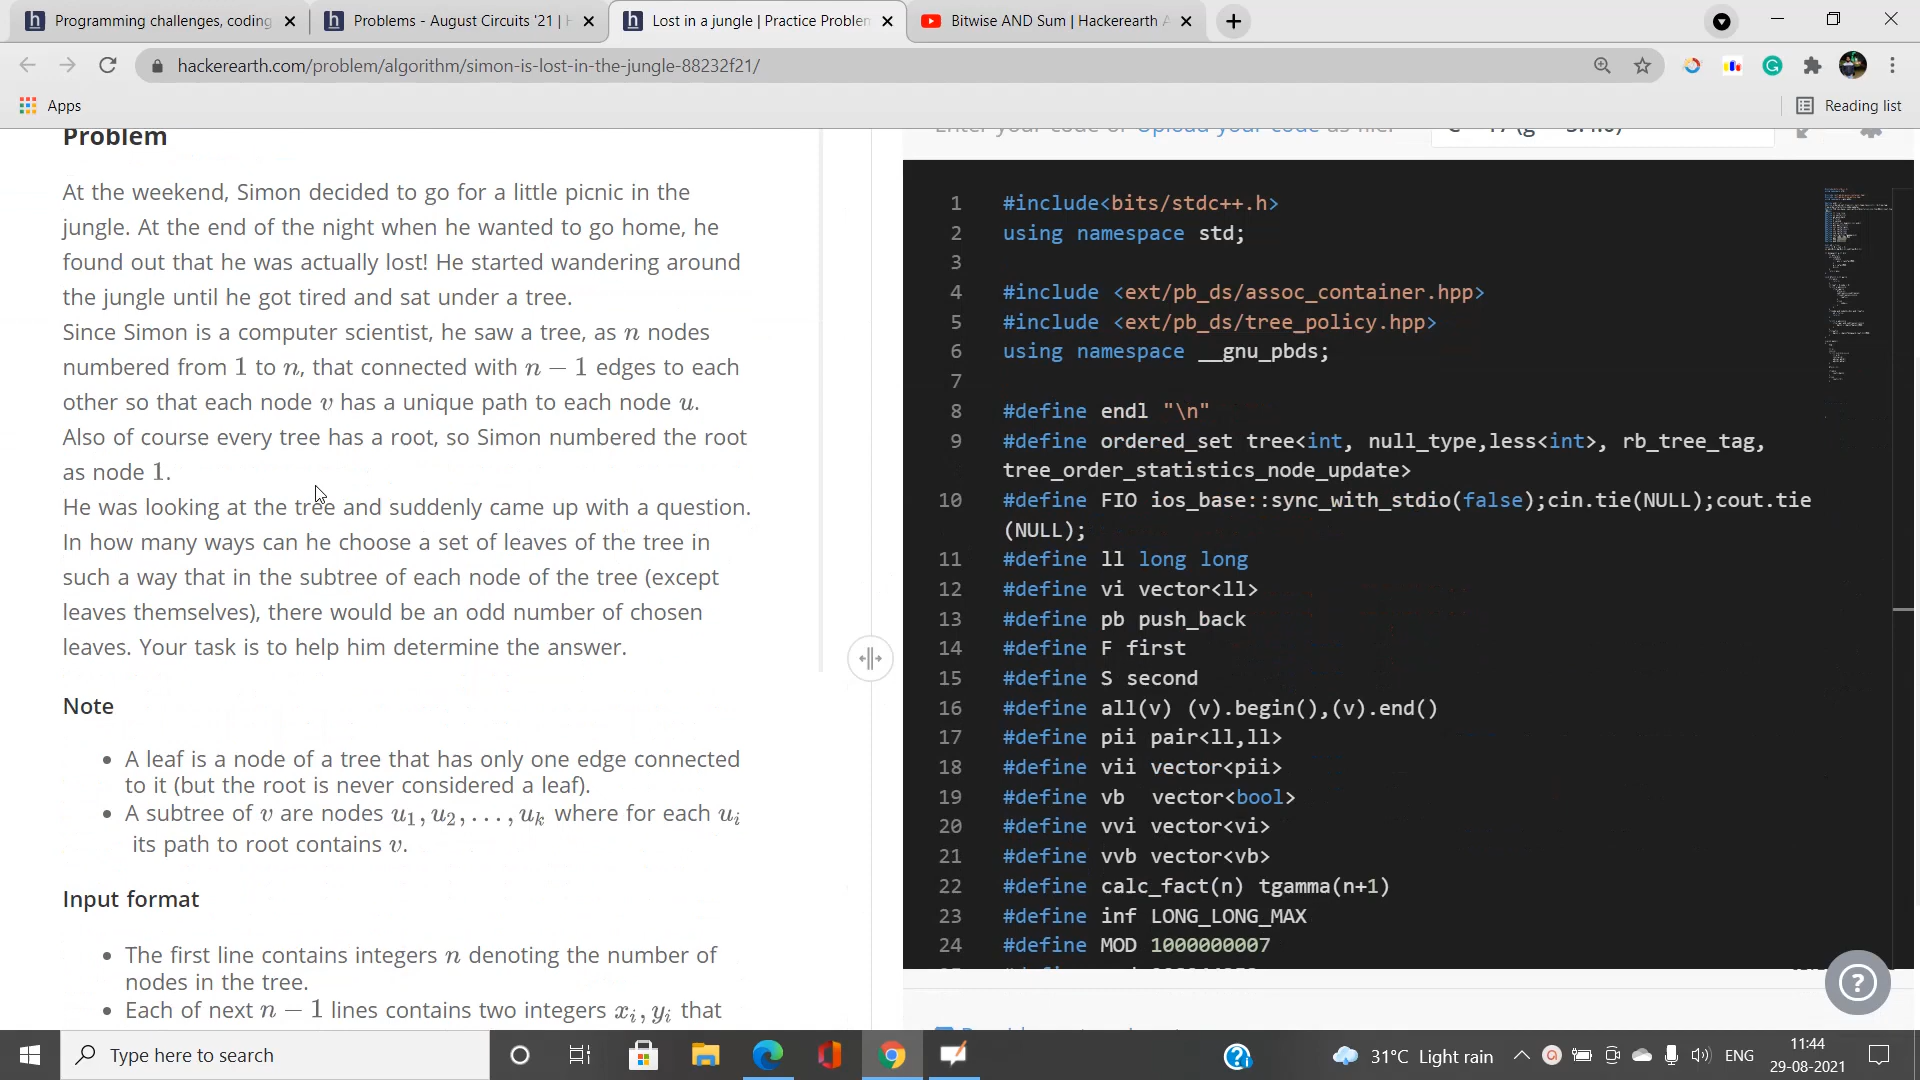 Programming challenges, coding
Problems - August Circuits '21 | H
Lost in a jungle | Practice Problem
Bitwise AND Sum | Hackerearth A
hackerearth.com/problem/algorithm/simon-is-lost-in-the-jungle-88232f21/
Apps
Reading list
Problem
At the weekend, Simon decided to go for a little picnic in the
jungle. At the end of the night when he wanted to go home, he
found out that he was actually lost! He started wandering around
the jungle until he got tired and sat under a tree.
Since Simon is a computer scientist, he saw a tree, as n nodes
numbered from 1 to n, that connected with n − 1 edges to each
other so that each node v has a unique path to each node u.
Also of course every tree has a root, so Simon numbered the root
as node 1.
He was looking at the tree and suddenly came up with a question.
In how many ways can he choose a set of leaves of the tree in
such a way that in the subtree of each node of the tree (except
leaves themselves), there would be an odd number of chosen
leaves. Your task is to help him determine the answer.
Note
• A leaf is a node of a tree that has only one edge connected
to it (but the root is never considered a leaf).
• A subtree of v are nodes u1, u2, . . . , uk where for each ui
its path to root contains v.
Input format
• The first line contains integers n denoting the number of
nodes in the tree.
• Each of next n − 1 lines contains two integers xi, yi that
Enter your code or Upload your code as file.
1 #include<bits/stdc++.h>
2 using namespace std;
3
4 #include <ext/pb_ds/assoc_container.hpp>
5 #include <ext/pb_ds/tree_policy.hpp>
6 using namespace __gnu_pbds;
7
8 #define endl "\n"
9 #define ordered_set tree<int, null_type,less<int>, rb_tree_tag,
tree_order_statistics_node_update>
10 #define FIO ios_base::sync_with_stdio(false);cin.tie(NULL);cout.tie
(NULL);
11 #define ll long long
12 #define vi vector<ll>
13 #define pb push_back
14 #define F first
15 #define S second
16 #define all(v) (v).begin(),(v).end()
17 #define pii pair<ll,ll>
18 #define vii vector<pii>
19 #define vb  vector<bool>
20 #define vvi vector<vi>
21 #define vvb vector<vb>
22 #define calc_fact(n) tgamma(n+1)
23 #define inf LONG_LONG_MAX
24 #define MOD 1000000007
Type here to search
31°C Light rain
ENG
11:44
29-08-2021